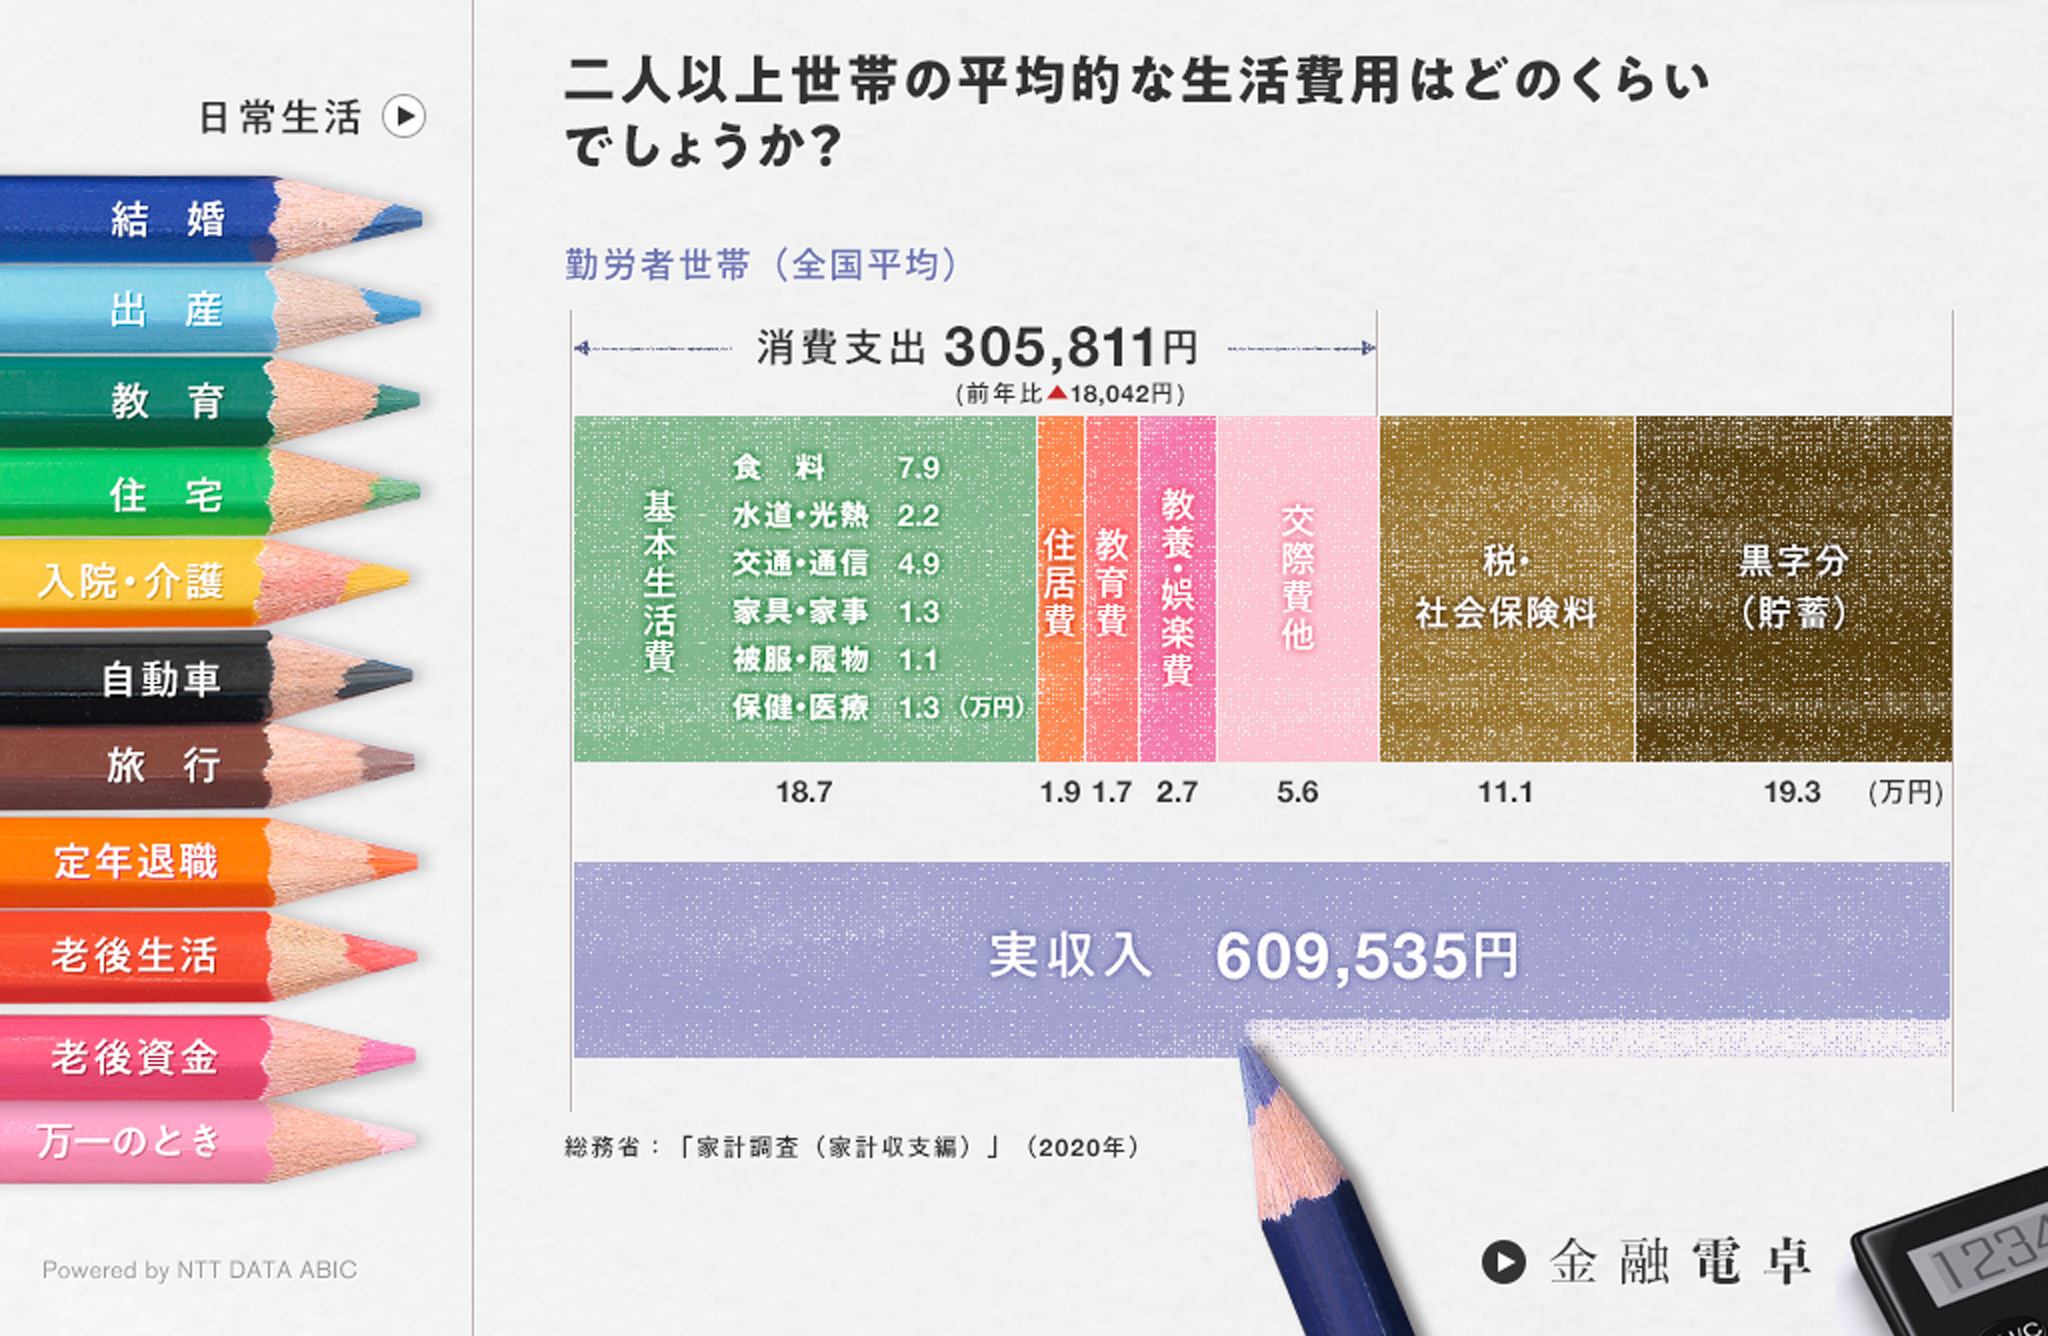 日常生活
結 婚
出 産
教 育
住 宅
入院・介護
自動車
旅 行
定年退職
老後生活
老後資金
万一のとき
Powered by NTT DATA ABIC
二人以上世帯の平均的な生活費用はどのくらい
でしょうか?
勤労者世帯（全国平均）
消費支出 305,811円
(前年比▲18,042円)
基本生活費
食 料 7.9
水道・光熱 2.2
交通・通信 4.9
家具・家事 1.3
被服・履物 1.1
保健・医療 1.3（万円）
住居費
教育費
教養・娯楽費
交際費他
税・
社会保険料
黒字分
（貯蓄）
18.7 1.9 1.7 2.7 5.6 11.1 19.3 (万円)
実収入 609,535円
総務省：「家計調査（家計収支編）」（2020年）
金融電卓
1234